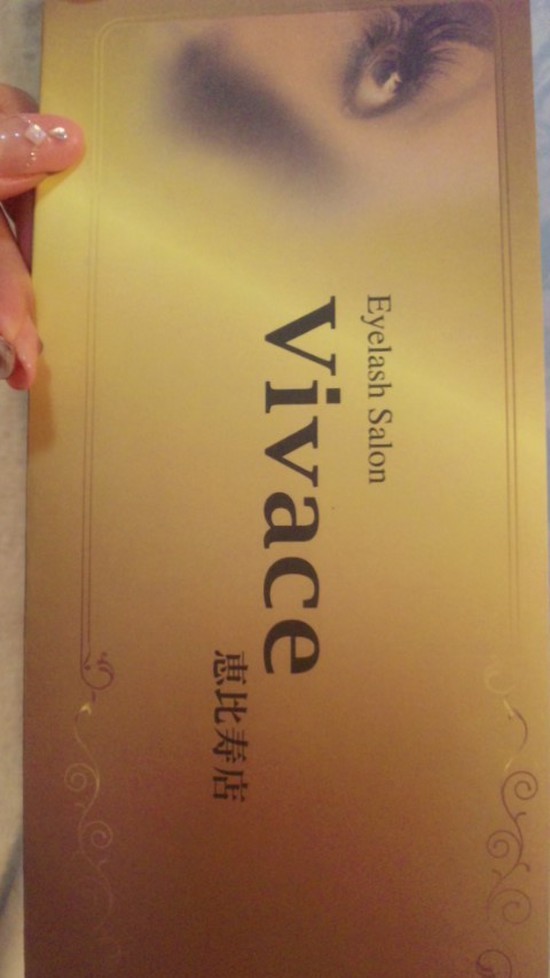 Eyelash Salon
Vivace
恵比寿店